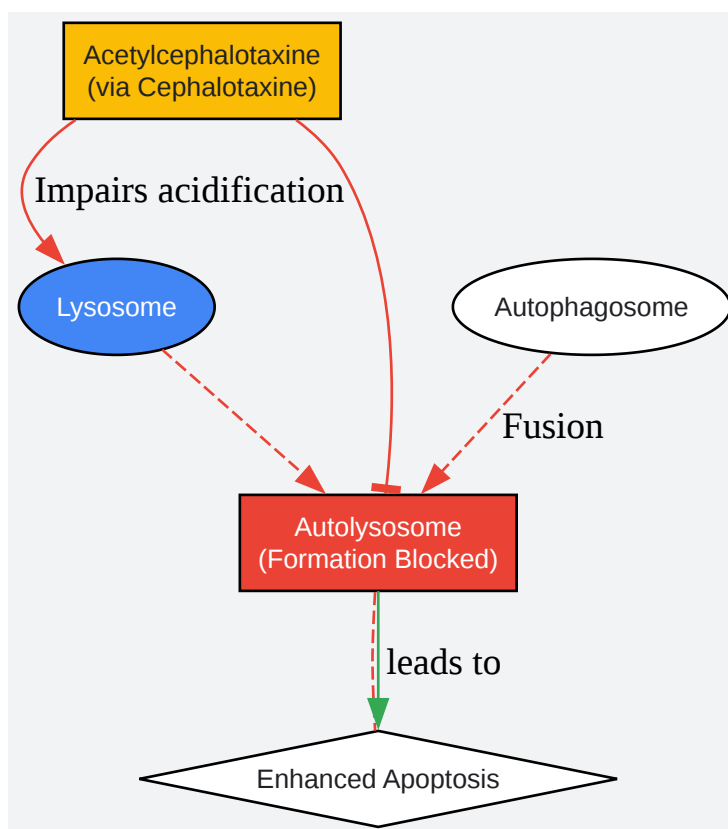 Acetylcephalotaxine
(via Cephalotaxine)
Impairs acidification
Lysosome
Autophagosome
Fusion
Autolysosome
(Formation Blocked)
leads to
Enhanced Apoptosis